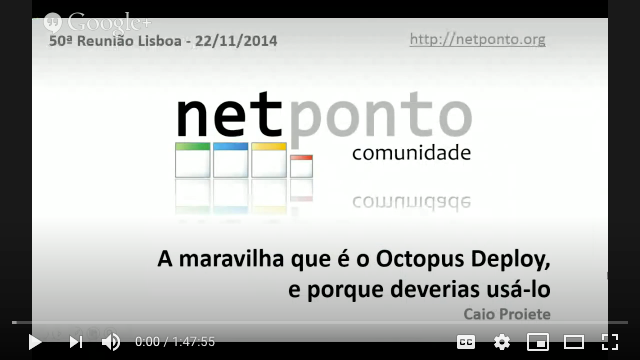 Google+
50ª Reunião Lisboa - 22/11/2014
http://netponto.org
netponto
comunidade
A maravilha que é o Octopus Deploy,
e porque deverias usá-lo
Caio Proiete
0:00 / 1:47:55
CC